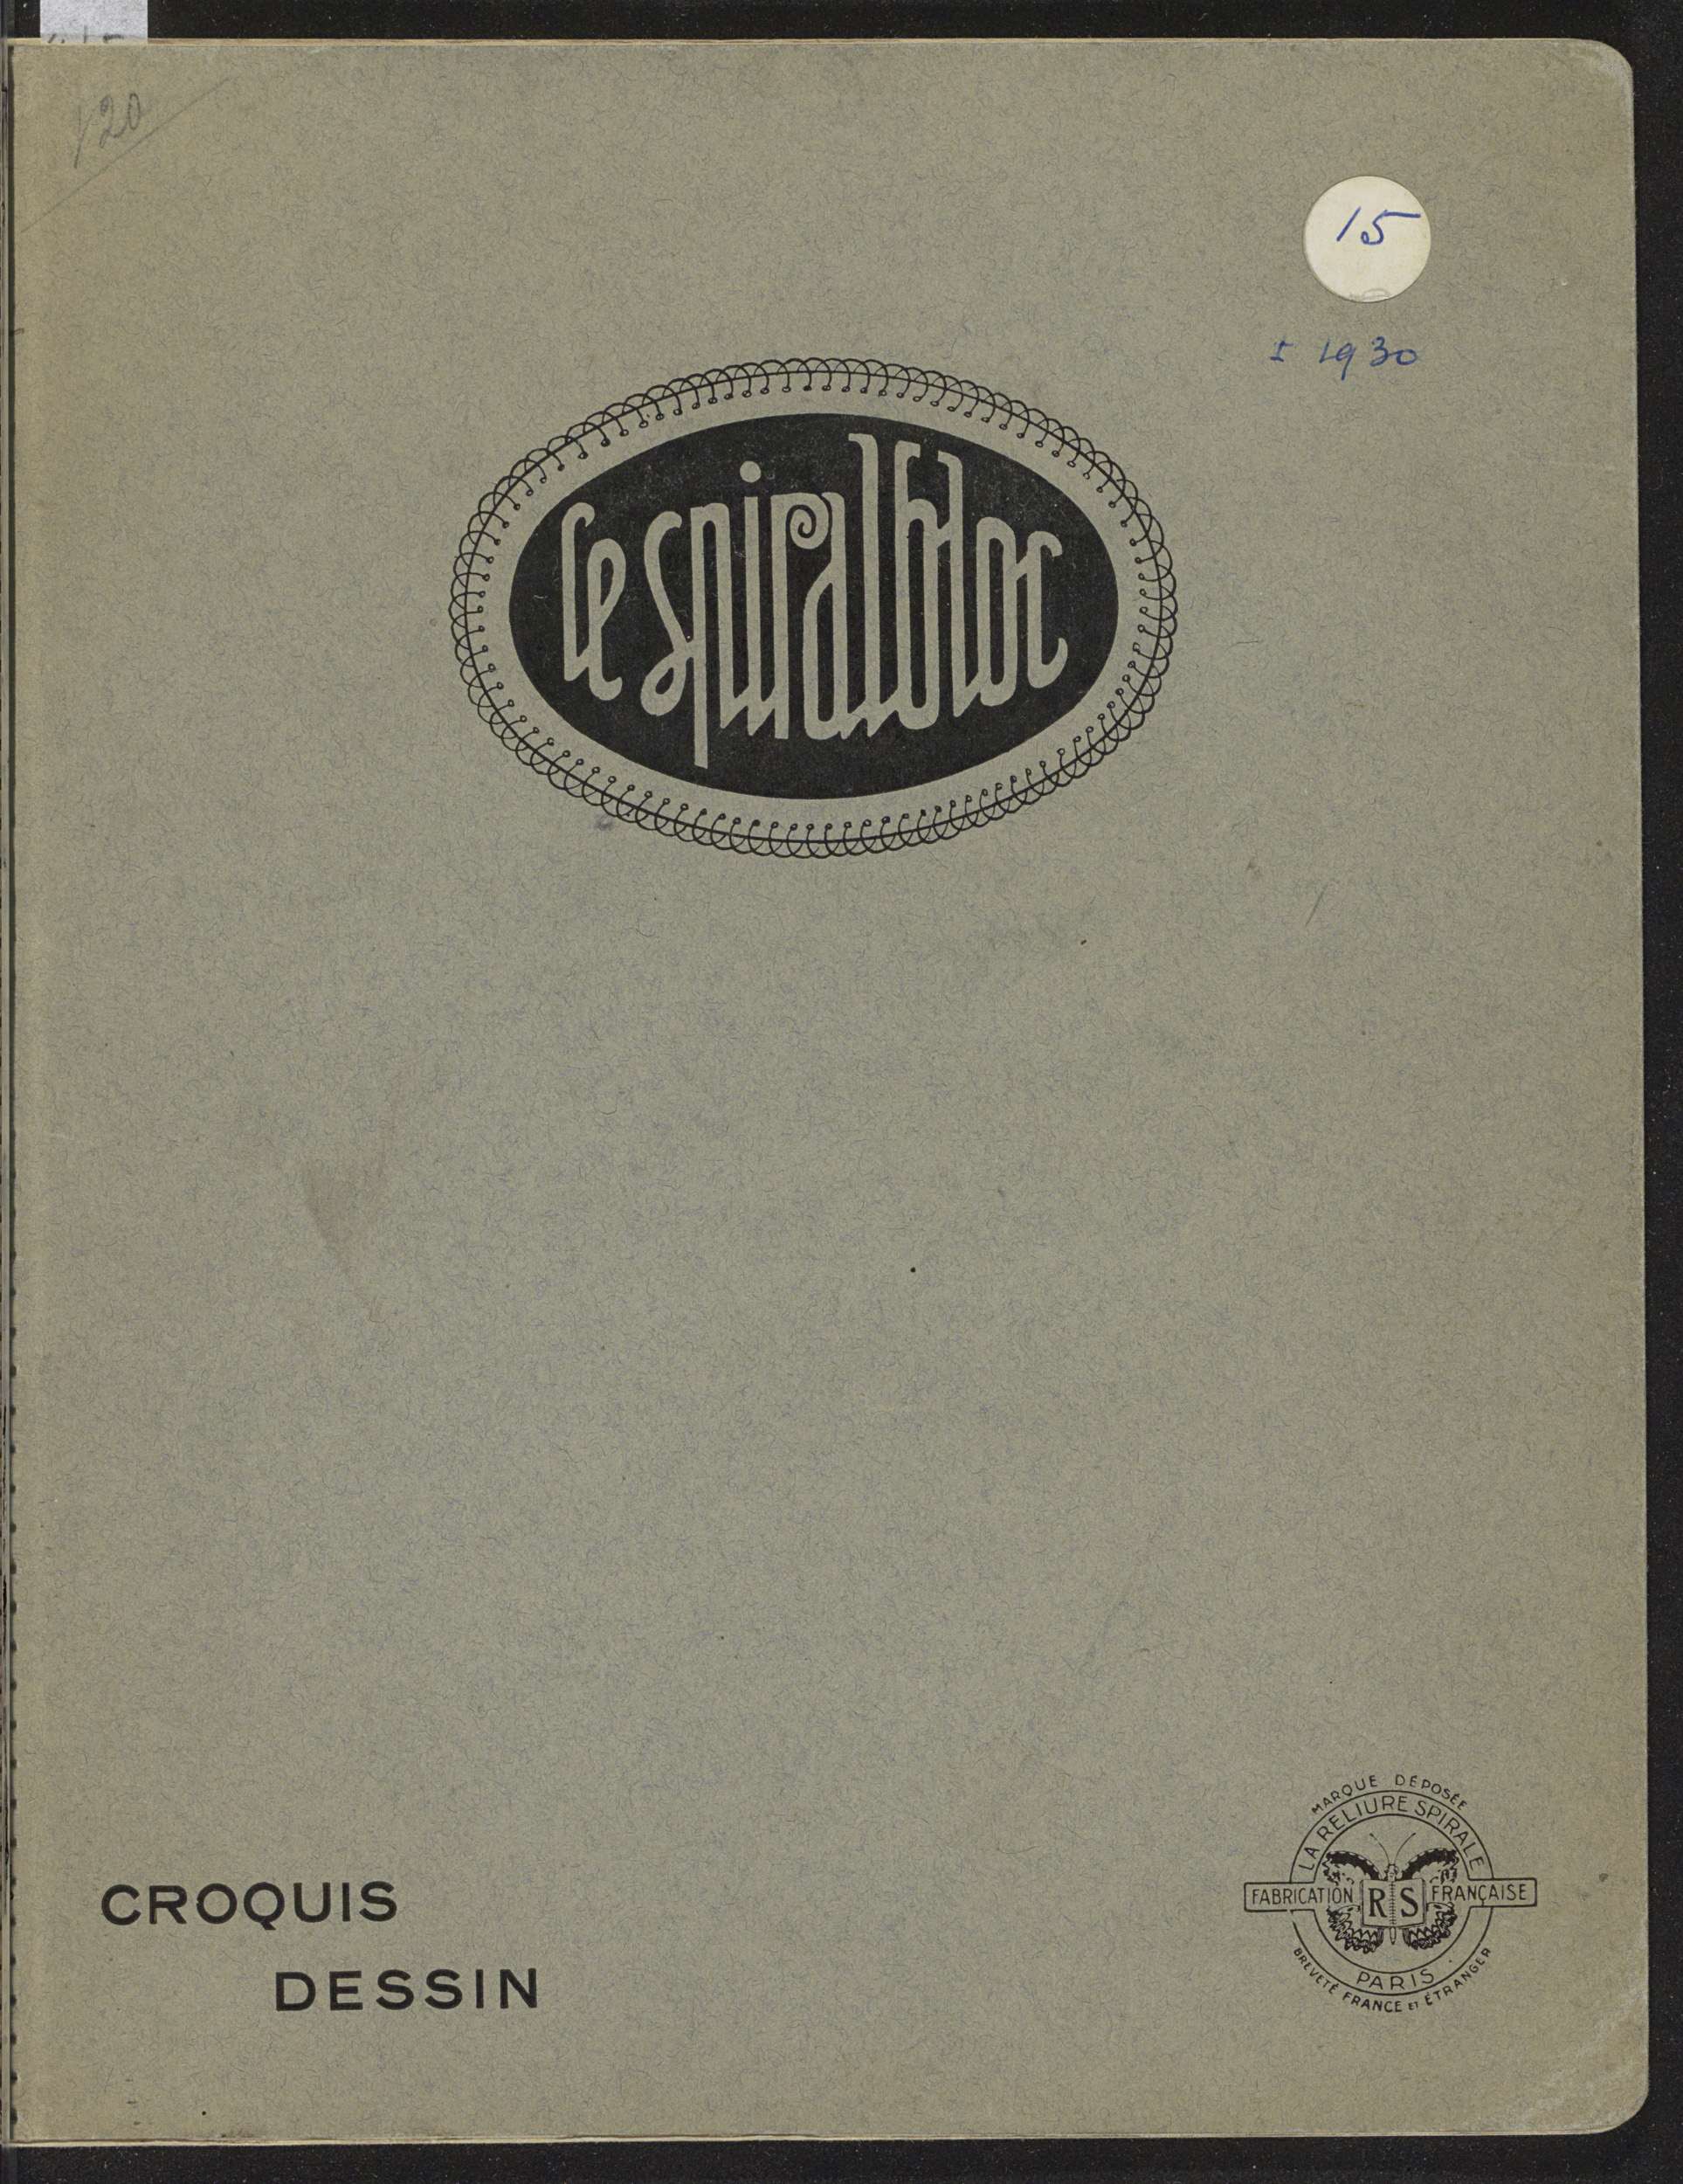 120
15
I 1930
le spiralbloc
CROQUIS
DESSIN
MARQUE DÉPOSÉE
LA RELIURE SPIRALE
FABRICATION RS FRANÇAISE
PARIS
BREVETÉ FRANCE ET ÉTRANGER